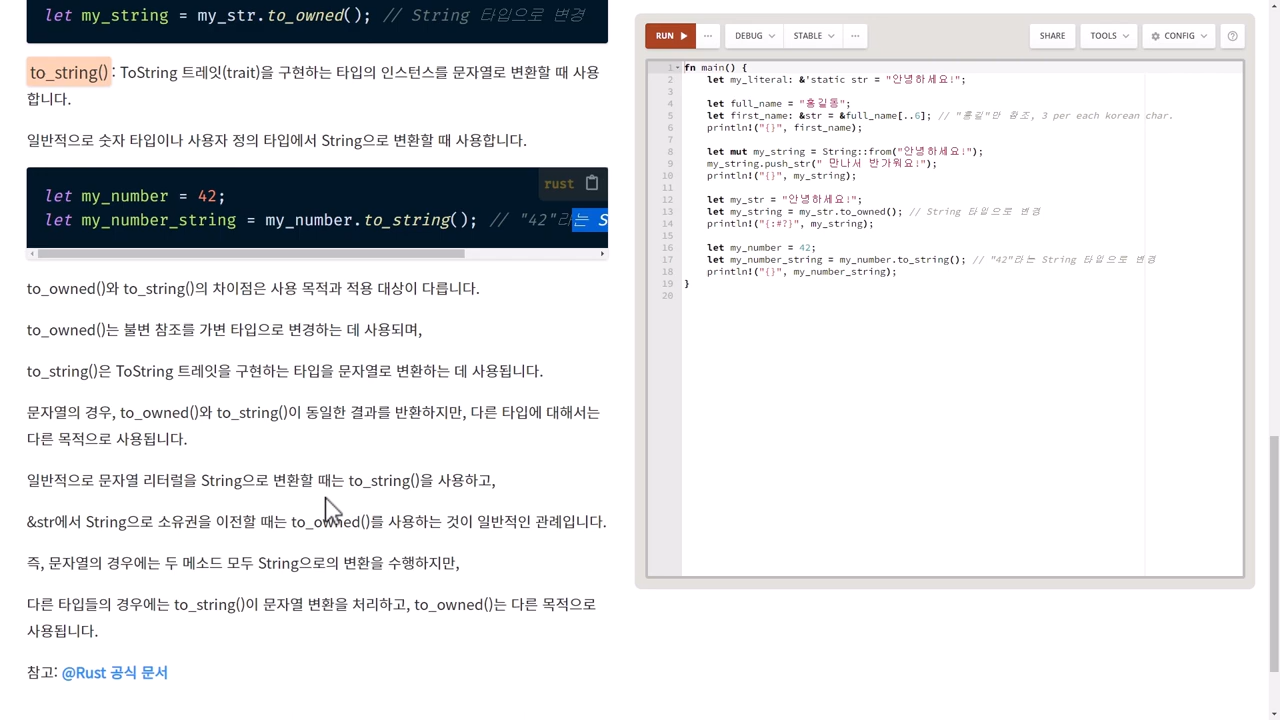 let my_string = my_str.to_owned(); // String 타입으로 변경
to_string(): ToString 트레잇(trait)을 구현하는 타입의 인스턴스를 문자열로 변환할 때 사용
합니다.
일반적으로 숫자 타입이나 사용자 정의 타입에서 String으로 변환할 때 사용합니다.
rust
let my_number = 42;
let my_number_string = my_number.to_string(); // "42"라는 S
to_owned()와 to_string()의 차이점은 사용 목적과 적용 대상이 다릅니다.
to_owned()는 불변 참조를 가변 타입으로 변경하는 데 사용되며,
to_string()은 ToString 트레잇을 구현하는 타입을 문자열로 변환하는 데 사용됩니다.
문자열의 경우, to_owned()와 to_string()이 동일한 결과를 반환하지만, 다른 타입에 대해서는
다른 목적으로 사용됩니다.
일반적으로 문자열 리터럴을 String으로 변환할 때는 to_string()을 사용하고,
&str에서 String으로 소유권을 이전할 때는 to_owned()를 사용하는 것이 일반적인 관례입니다.
즉, 문자열의 경우에는 두 메소드 모두 String으로의 변환을 수행하지만,
다른 타입들의 경우에는 to_string()이 문자열 변환을 처리하고, to_owned()는 다른 목적으로
사용됩니다.
참고: @Rust 공식 문서
RUN ▶ ··· DEBUG STABLE ··· SHARE TOOLS CONFIG ?
1 fn main() {
2 let my_literal: &'static str = "안녕하세요!";
3
4 let full_name = "홍길동";
5 let first_name: &str = &full_name[..6]; // "홍길"만 참조, 3 per each korean char.
6 println!("{}", first_name);
7
8 let mut my_string = String::from("안녕하세요!");
9 my_string.push_str(" 만나서 반가워요!");
10 println!("{}", my_string);
11
12 let my_str = "안녕하세요!";
13 let my_string = my_str.to_owned(); // String 타입으로 변경
14 println!("{:#?}", my_string);
15
16 let my_number = 42;
17 let my_number_string = my_number.to_string(); // "42"라는 String 타입으로 변경
18 println!("{}", my_number_string);
19 }
20